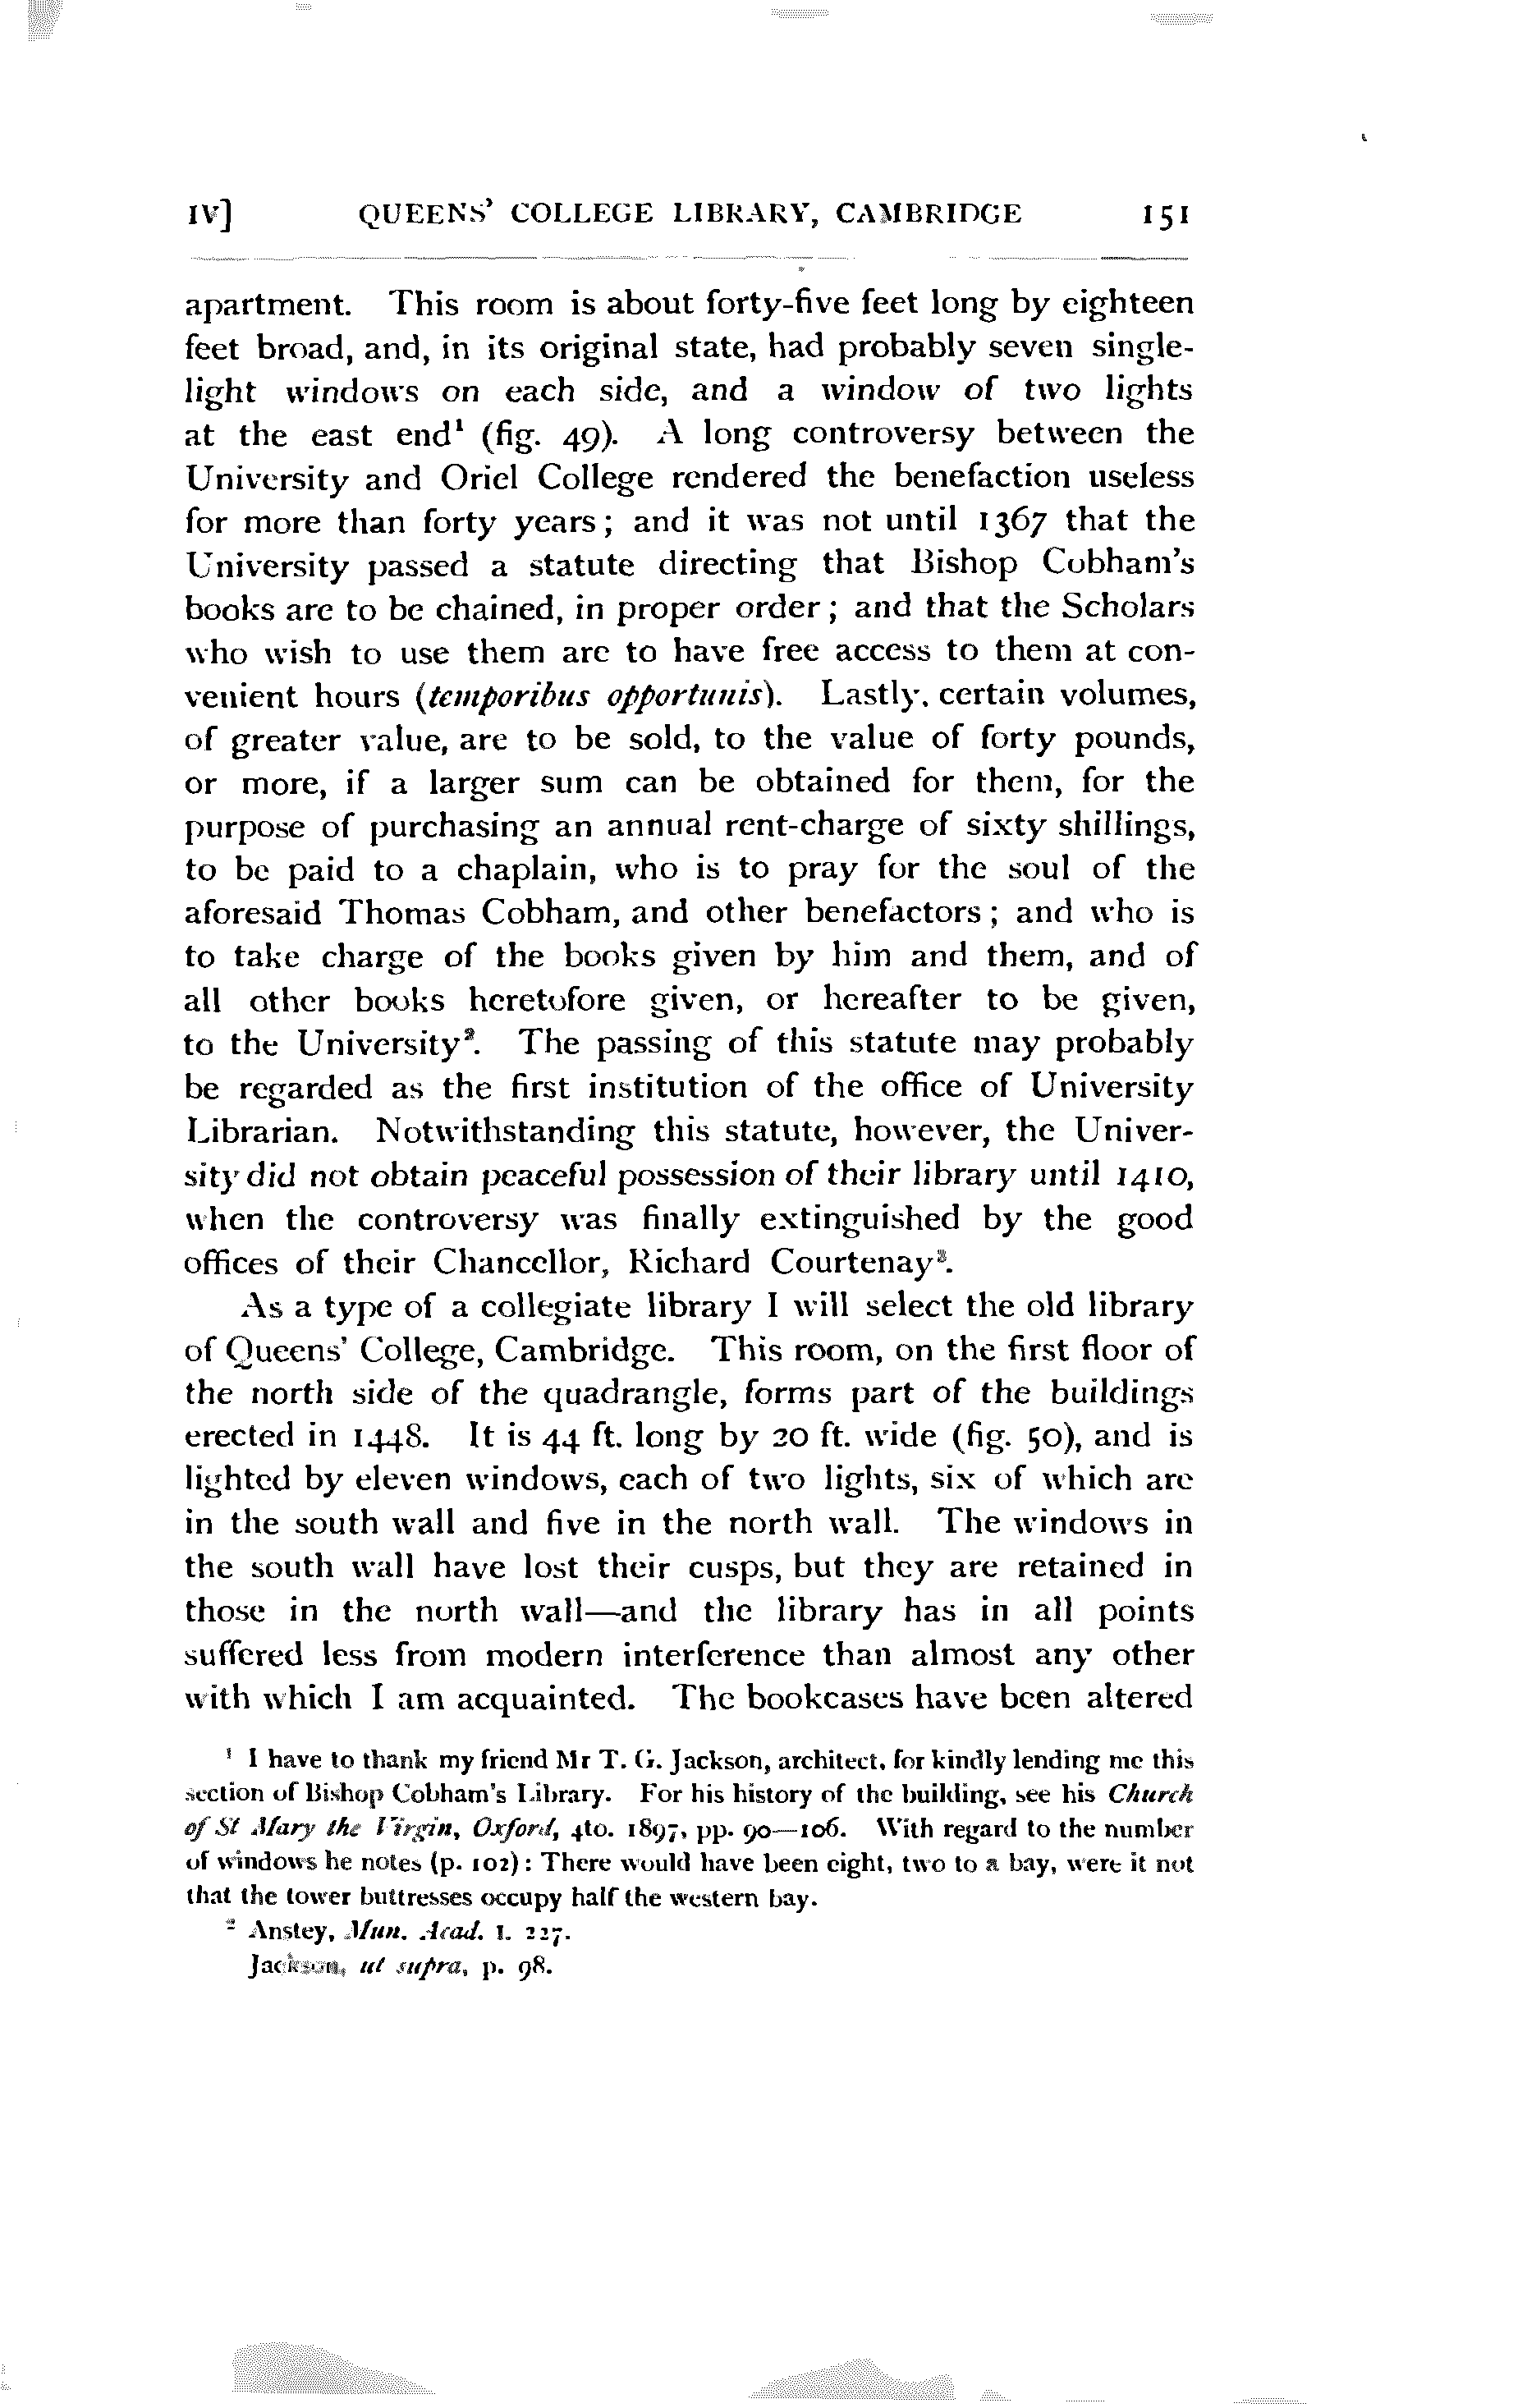 IV] QUEENS' COLLEGE LIBRARY, CAMBRIDGE 151
apartment. This room is about forty-five feet long by eighteen
feet broad, and, in its original state, had probably seven single-
light windows on each side, and a window of two lights
at the east end¹ (fig. 49). A long controversy between the
University and Oriel College rendered the benefaction useless
for more than forty years; and it was not until 1367 that the
University passed a statute directing that Bishop Cobham's
books are to be chained, in proper order; and that the Scholars
who wish to use them are to have free access to them at con-
venient hours (temporibus opportunis). Lastly, certain volumes,
of greater value, are to be sold, to the value of forty pounds,
or more, if a larger sum can be obtained for them, for the
purpose of purchasing an annual rent-charge of sixty shillings,
to be paid to a chaplain, who is to pray for the soul of the
aforesaid Thomas Cobham, and other benefactors; and who is
to take charge of the books given by him and them, and of
all other books heretofore given, or hereafter to be given,
to the University². The passing of this statute may probably
be regarded as the first institution of the office of University
Librarian. Notwithstanding this statute, however, the Univer-
sity did not obtain peaceful possession of their library until 1410,
when the controversy was finally extinguished by the good
offices of their Chancellor, Richard Courtenay³.
As a type of a collegiate library I will select the old library
of Queens' College, Cambridge. This room, on the first floor of
the north side of the quadrangle, forms part of the buildings
erected in 1448. It is 44 ft. long by 20 ft. wide (fig. 50), and is
lighted by eleven windows, each of two lights, six of which are
in the south wall and five in the north wall. The windows in
the south wall have lost their cusps, but they are retained in
those in the north wall—and the library has in all points
suffered less from modern interference than almost any other
with which I am acquainted. The bookcases have been altered
¹ I have to thank my friend Mr T. G. Jackson, architect, for kindly lending me this
section of Bishop Cobham's Library. For his history of the building, see his Church
of St Mary the Virgin, Oxford, 4to. 1897, pp. 90—106. With regard to the number
of windows he notes (p. 102): There would have been eight, two to a bay, were it not
that the tower buttresses occupy half the western bay.
² Anstey, Mun. Acad. I. 227.
Jackson, ut supra, p. 98.